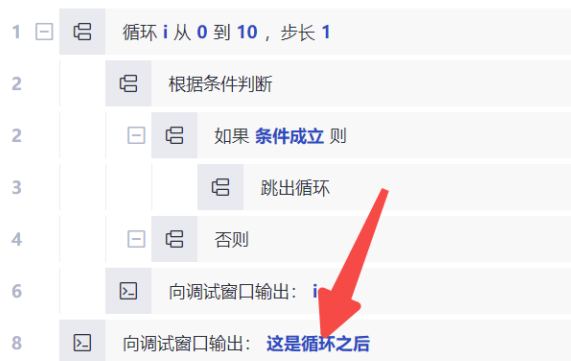 1 循环 i 从 0 到 10 ，步长 1
2 根据条件判断
2 如果 条件成立 则
3 跳出循环
4 否则
6 向调试窗口输出： i
8 向调试窗口输出： 这是循环之后